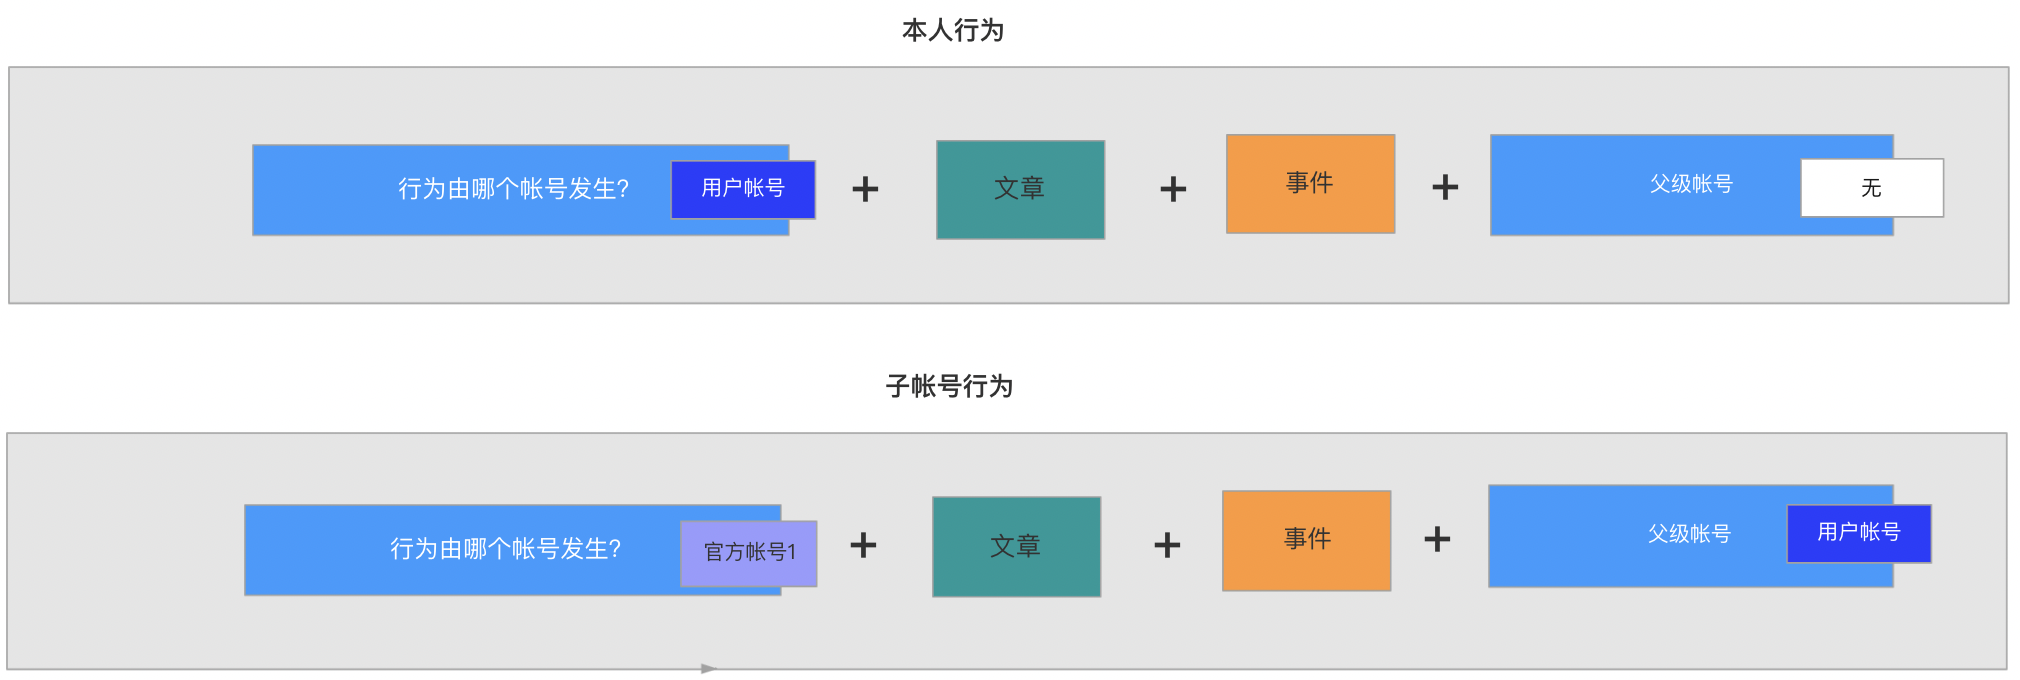 本人行为
行为由哪个帐号发生?
用户帐号
+
文章
+
事件
+
父级帐号
无
子帐号行为
行为由哪个帐号发生?
官方帐号1
+
文章
+
事件
+
父级帐号
用户帐号